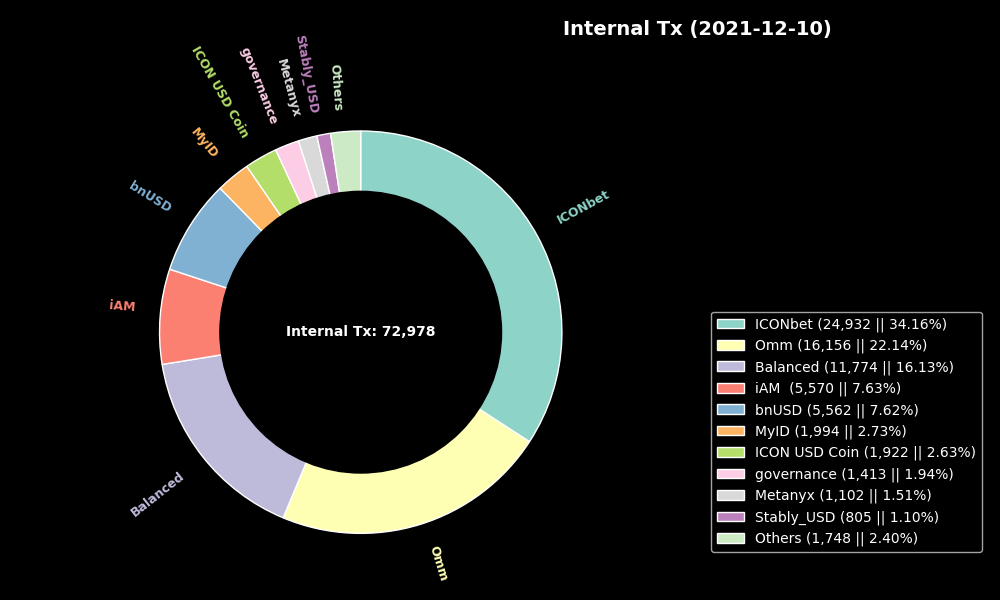 Internal Tx (2021-12-10)
ICON USD Coin
governance
Metanyx
Stably_USD
Others
MyID
bnUSD
ICONbet
iAM
Internal Tx: 72,978
Balanced
Omm
ICONbet (24,932 || 34.16%)
Omm (16,156 || 22.14%)
Balanced (11,774 || 16.13%)
iAM  (5,570 || 7.63%)
bnUSD (5,562 || 7.62%)
MyID (1,994 || 2.73%)
ICON USD Coin (1,922 || 2.63%)
governance (1,413 || 1.94%)
Metanyx (1,102 || 1.51%)
Stably_USD (805 || 1.10%)
Others (1,748 || 2.40%)